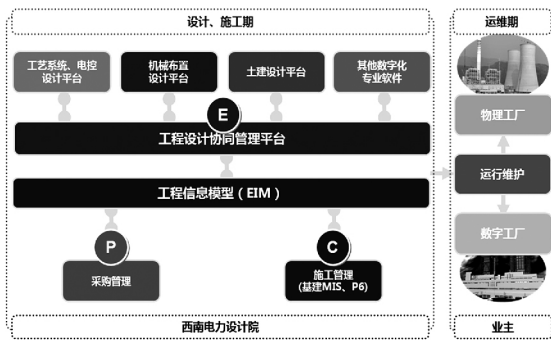 设计、施工期
运维期
工艺系统、电控
设计平台
机械布置
设计平台
土建设计平台
其他数字化
专业软件
E
工程设计协同管理平台
物理工厂
运行维护
工程信息模型（EIM）
P
C
数字工厂
采购管理
施工管理
(基建MIS、P6)
西南电力设计院
业主